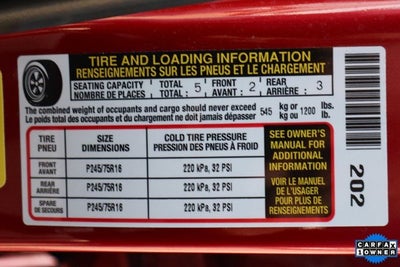 TIRE AND LOADING INFORMATION
RENSEIGNEMENTS SUR LES PNEUS ET LE CHARGEMENT
SEATING CAPACITY TOTAL 5 FRONT 2 REAR 3
NOMBRE DE PLACES TOTAL : AVANT : ARRIÈRE :
The combined weight of occupants and cargo should never exceed 545 kg or 1200 lbs.
Le poids total des occupants et du chargement ne doit jamais dépasser kg ou lb.
TIRE SIZE COLD TIRE PRESSURE
PNEU DIMENSIONS PRESSION DES PNEUS À FROID
FRONT
AVANT P245/75R16 220 kPa, 32 PSI
REAR
ARRIÈRE P245/75R16 220 kPa, 32 PSI
SPARE
DE SECOURS P245/75R16 220 kPa, 32 PSI
SEE OWNER'S
MANUAL FOR
ADDITIONAL
INFORMATION
VOIR LE MANUEL
DE L'USAGER
POUR PLUS DE
RENSEIGNEMENTS
202
CARFAX
1 OWNER